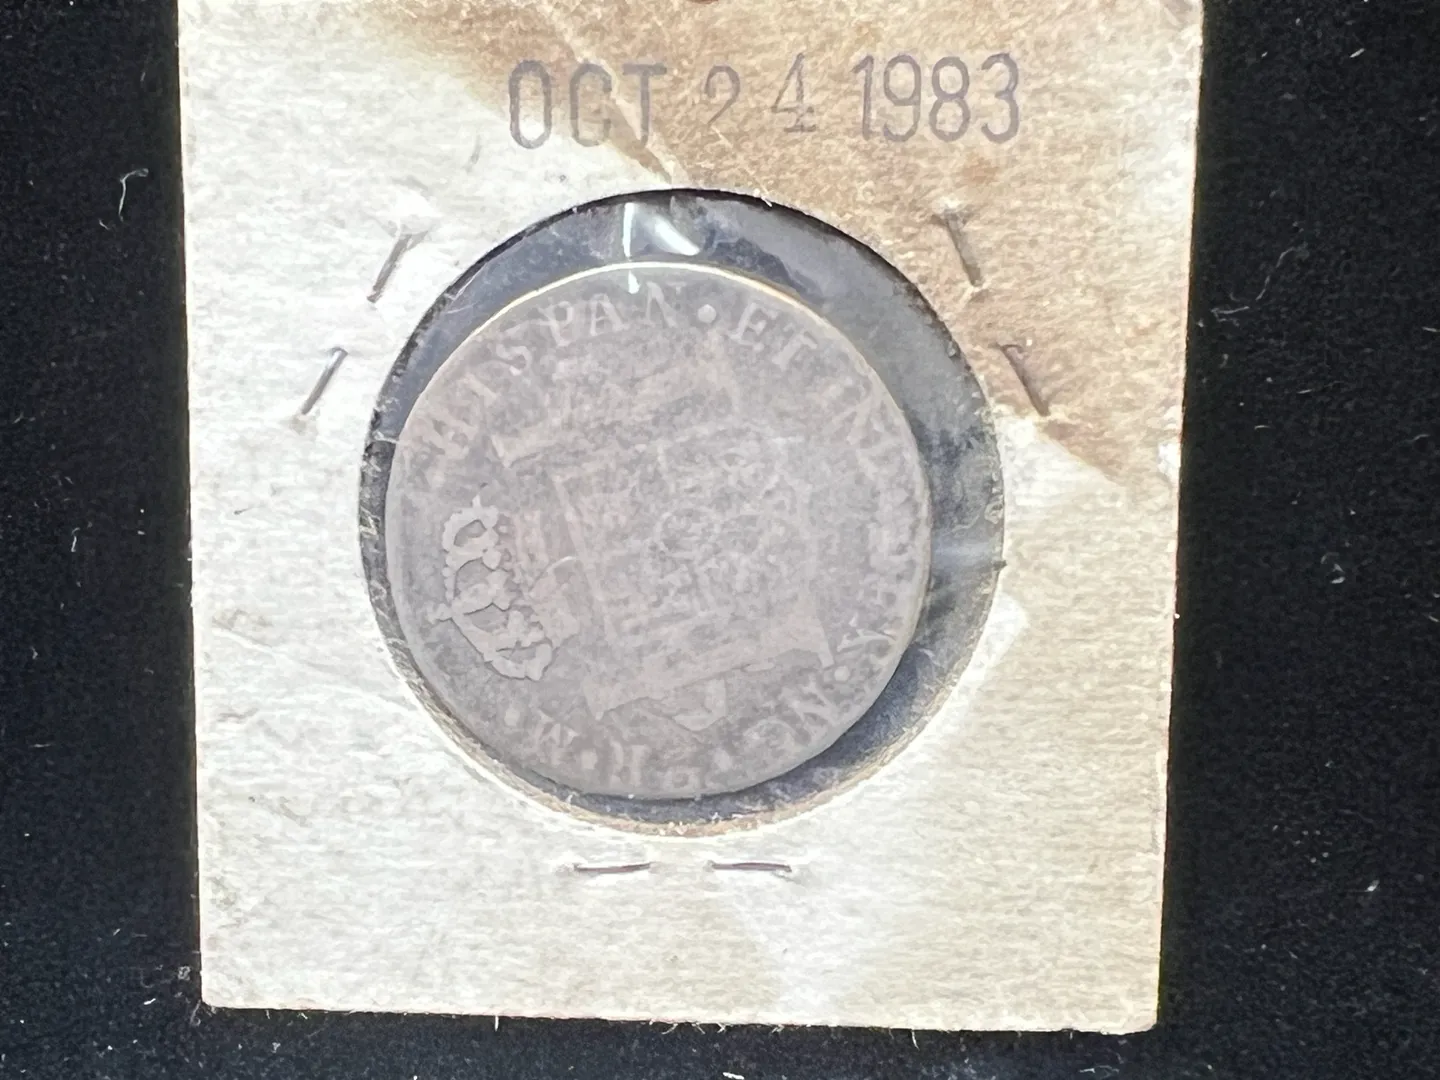 OCT 24 1983
HISPAN · ET IND · R ·
M ·